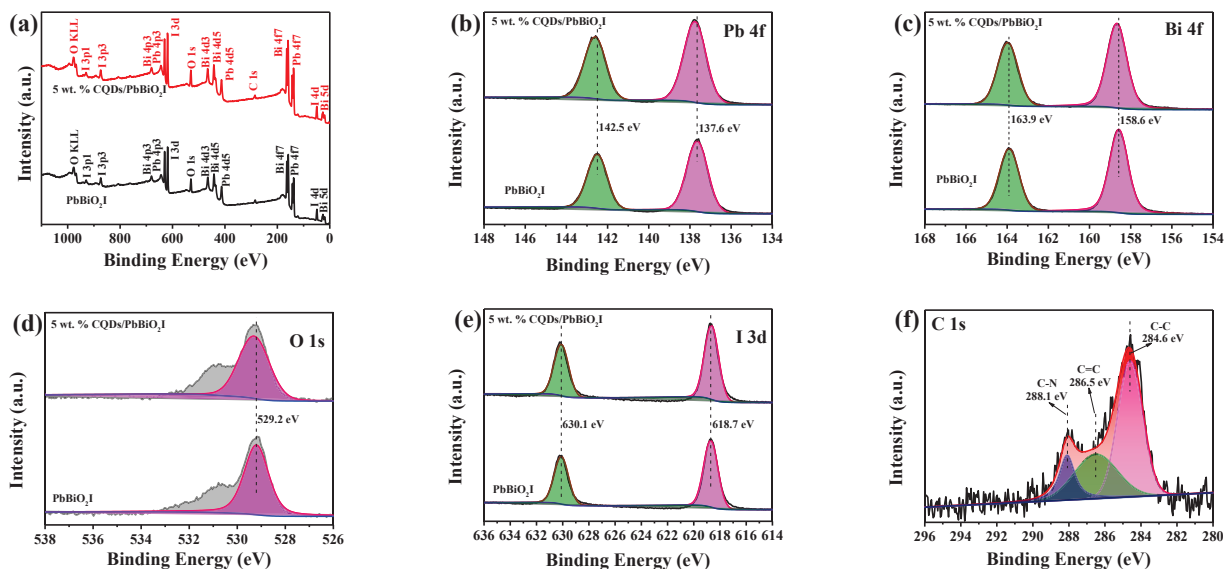 (a)
O KLL
I 3p1
I 3p3
Bi 4p3
Pb 4p3
I 3d
O 1s
Bi 4d3
Bi 4d5
Pb 4d5
C 1s
Bi 4f7
Pb 4f7
I 4d
Bi 5d
5 wt. % CQDs/PbBiO₂I
O KLL
I 3p1
I 3p3
Bi 4p3
Pb 4p3
I 3d
O 1s
Bi 4d3
Bi 4d5
Pb 4d5
Bi 4f7
Pb 4f7
I 4d
Bi 5d
PbBiO₂I
Intensity (a.u.)
1000 800 600 400 200 0
Binding Energy (eV)
(b)
5 wt. % CQDs/PbBiO₂I
Pb 4f
142.5 eV
137.6 eV
PbBiO₂I
Intensity (a.u.)
148 146 144 142 140 138 136 134
Binding Energy (eV)
(c)
5 wt. % CQDs/PbBiO₂I
Bi 4f
163.9 eV
158.6 eV
PbBiO₂I
Intensity (a.u.)
168 166 164 162 160 158 156 154
Binding Energy (eV)
(d)
5 wt. % CQDs/PbBiO₂I
O 1s
529.2 eV
PbBiO₂I
Intensity (a.u.)
538 536 534 532 530 528 526
Binding Energy (eV)
(e)
5 wt. % CQDs/PbBiO₂I
I 3d
630.1 eV
618.7 eV
PbBiO₂I
Intensity (a.u.)
636 634 632 630 628 626 624 622 620 618 616 614
Binding Energy (eV)
(f)
C 1s
C-C
284.6 eV
C=C
286.5 eV
C-N
288.1 eV
Intensity (a.u.)
296 294 292 290 288 286 284 282 280
Binding Energy (eV)